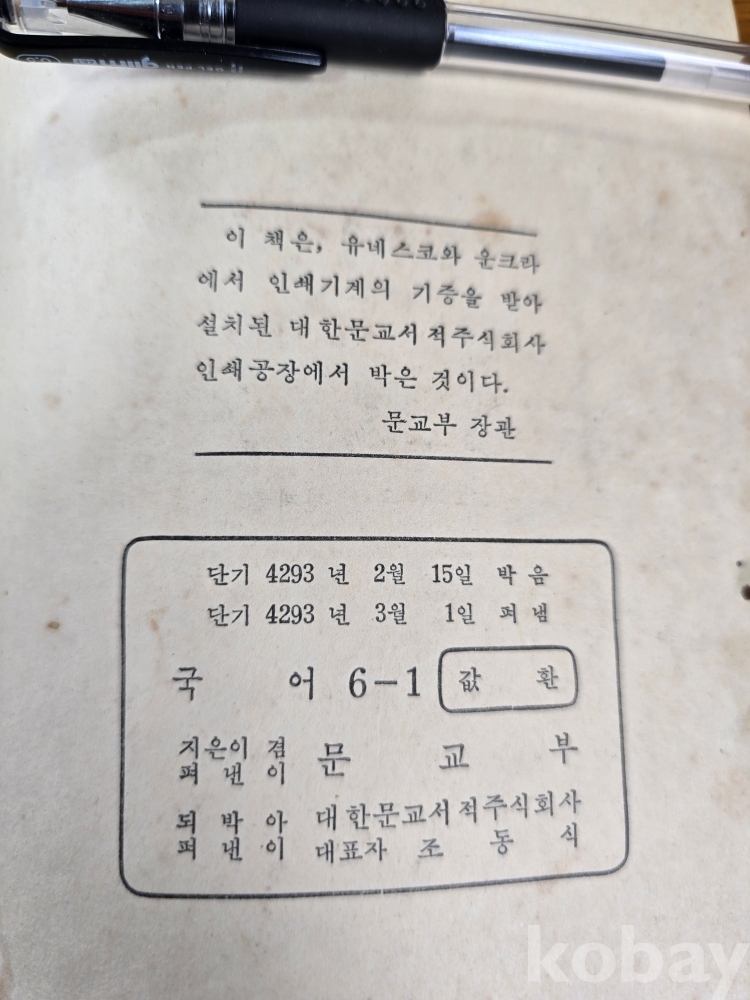 이 책은, 유네스코와 운크라
에서 인쇄기계의 기증을 받아
설치된 대한문교서적주식회사
인쇄공장에서 박은 것이다.
문교부 장관
단기 4293 년 2월 15일 박음
단기 4293 년 3월 1일 펴냄
국 어 6-1 값 환
지은이 겸
펴 낸 이 문 교 부
되 박 아 대한문교서적주식회사
펴 낸 이 대표자 조 동 식
kobay